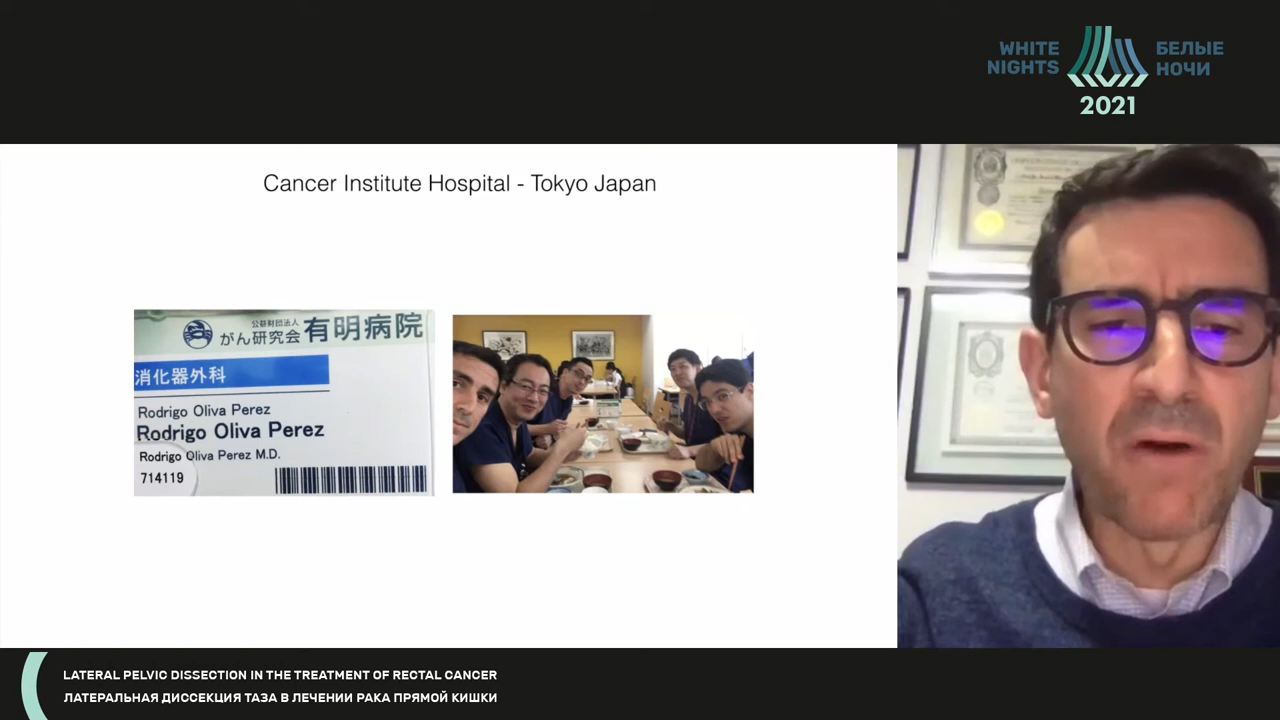 WHITE
NIGHTS
БЕЛЫЕ
НОЧИ
2021
Cancer Institute Hospital - Tokyo Japan
公益財団法人
がん研究会 有明病院
消化器外科
Rodrigo Oliva Perez
Rodrigo Oliva Perez
Rodrigo Oliva Perez M.D.
714119
LATERAL PELVIC DISSECTION IN THE TREATMENT OF RECTAL CANCER
ЛАТЕРАЛЬНАЯ ДИССЕКЦИЯ ТАЗА В ЛЕЧЕНИИ РАКА ПРЯМОЙ КИШКИ